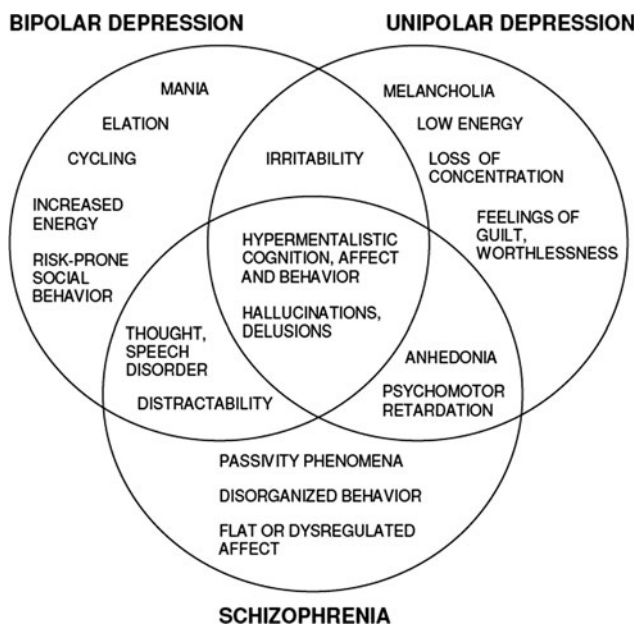 BIPOLAR DEPRESSION
UNIPOLAR DEPRESSION
MANIA
ELATION
CYCLING
INCREASED
ENERGY
RISK-PRONE
SOCIAL
BEHAVIOR
IRRITABILITY
MELANCHOLIA
LOW ENERGY
LOSS OF
CONCENTRATION
FEELINGS OF
GUILT,
WORTHLESSNESS
HYPERMENTALISTIC
COGNITION, AFFECT
AND BEHAVIOR
HALLUCINATIONS,
DELUSIONS
THOUGHT,
SPEECH
DISORDER
DISTRACTABILITY
ANHEDONIA
PSYCHOMOTOR
RETARDATION
PASSIVITY PHENOMENA
DISORGANIZED BEHAVIOR
FLAT OR DYSREGULATED
AFFECT
SCHIZOPHRENIA